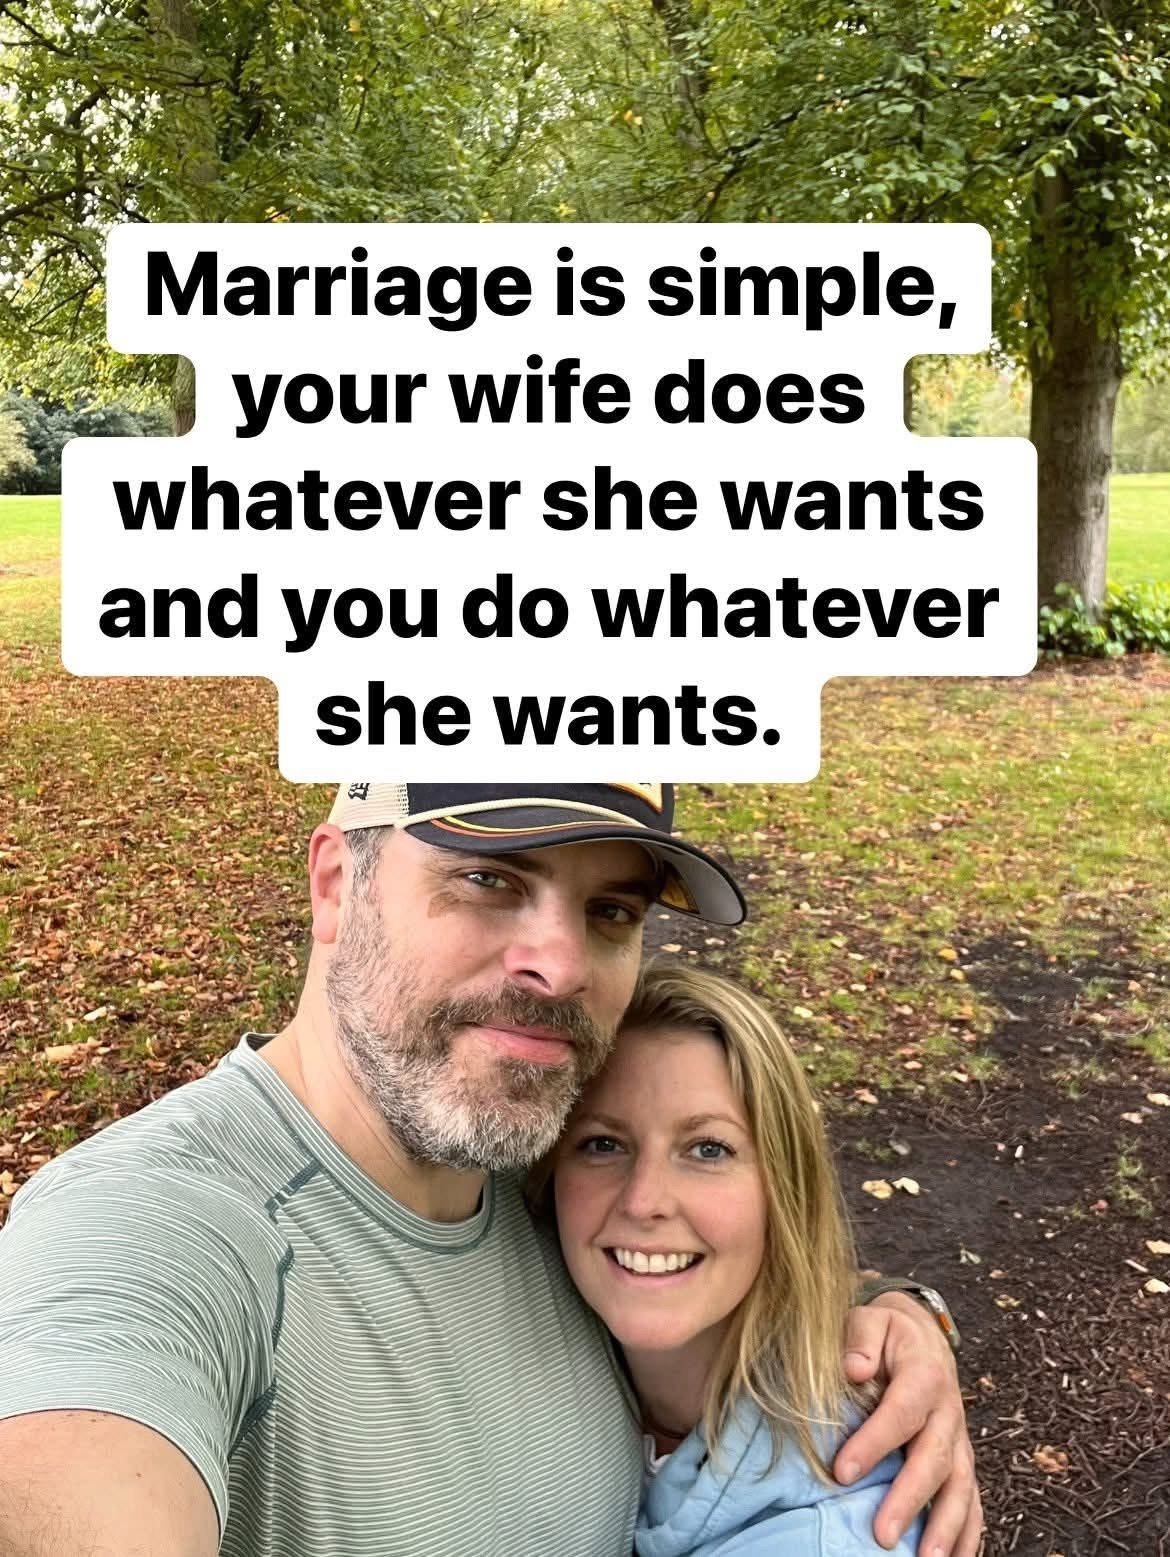 Marriage is simple,
your wife does
whatever she wants
and you do whatever
she wants.